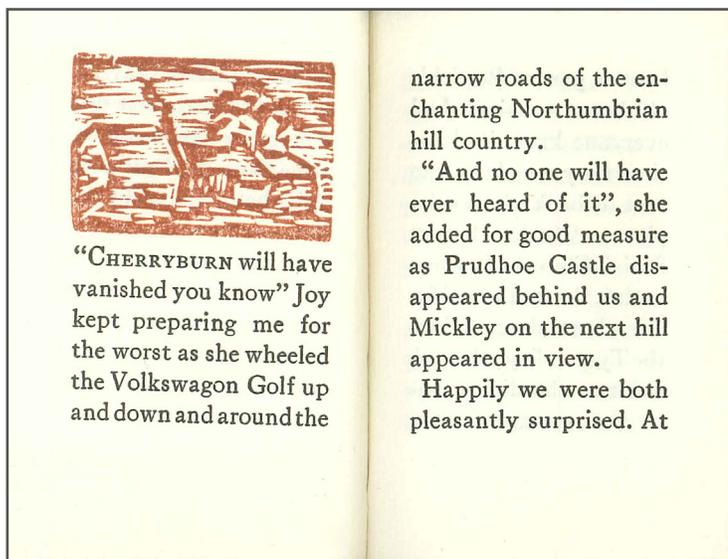 “CHERRYBURN will have
vanished you know” Joy
kept preparing me for
the worst as she wheeled
the Volkswagon Golf up
and down and around the
narrow roads of the en-
chanting Northumbrian
hill country.
“And no one will have
ever heard of it”, she
added for good measure
as Prudhoe Castle dis-
appeared behind us and
Mickley on the next hill
appeared in view.
Happily we were both
pleasantly surprised. At